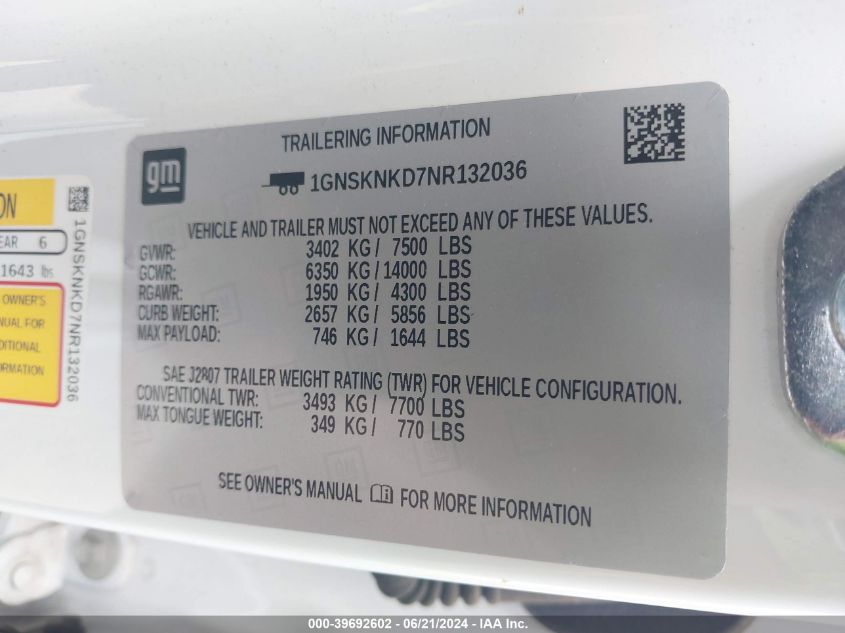 TRAILERING INFORMATION
gm
1GNSKNKD7NR132036
VEHICLE AND TRAILER MUST NOT EXCEED ANY OF THESE VALUES.
GVWR: 3402 KG / 7500 LBS
GCWR: 6350 KG / 14000 LBS
RGAWR: 1950 KG / 4300 LBS
CURB WEIGHT: 2657 KG / 5856 LBS
MAX PAYLOAD: 746 KG / 1644 LBS
SAE J2807 TRAILER WEIGHT RATING (TWR) FOR VEHICLE CONFIGURATION.
CONVENTIONAL TWR: 3493 KG / 7700 LBS
MAX TONGUE WEIGHT: 349 KG / 770 LBS
SEE OWNER'S MANUAL FOR MORE INFORMATION
ON
EAR 6
1643 lbs
OWNER'S
NUAL FOR
DITIONAL
ORMATION
1GNSKNKD7NR132036
000-39692602 - 06/21/2024 - IAA Inc.